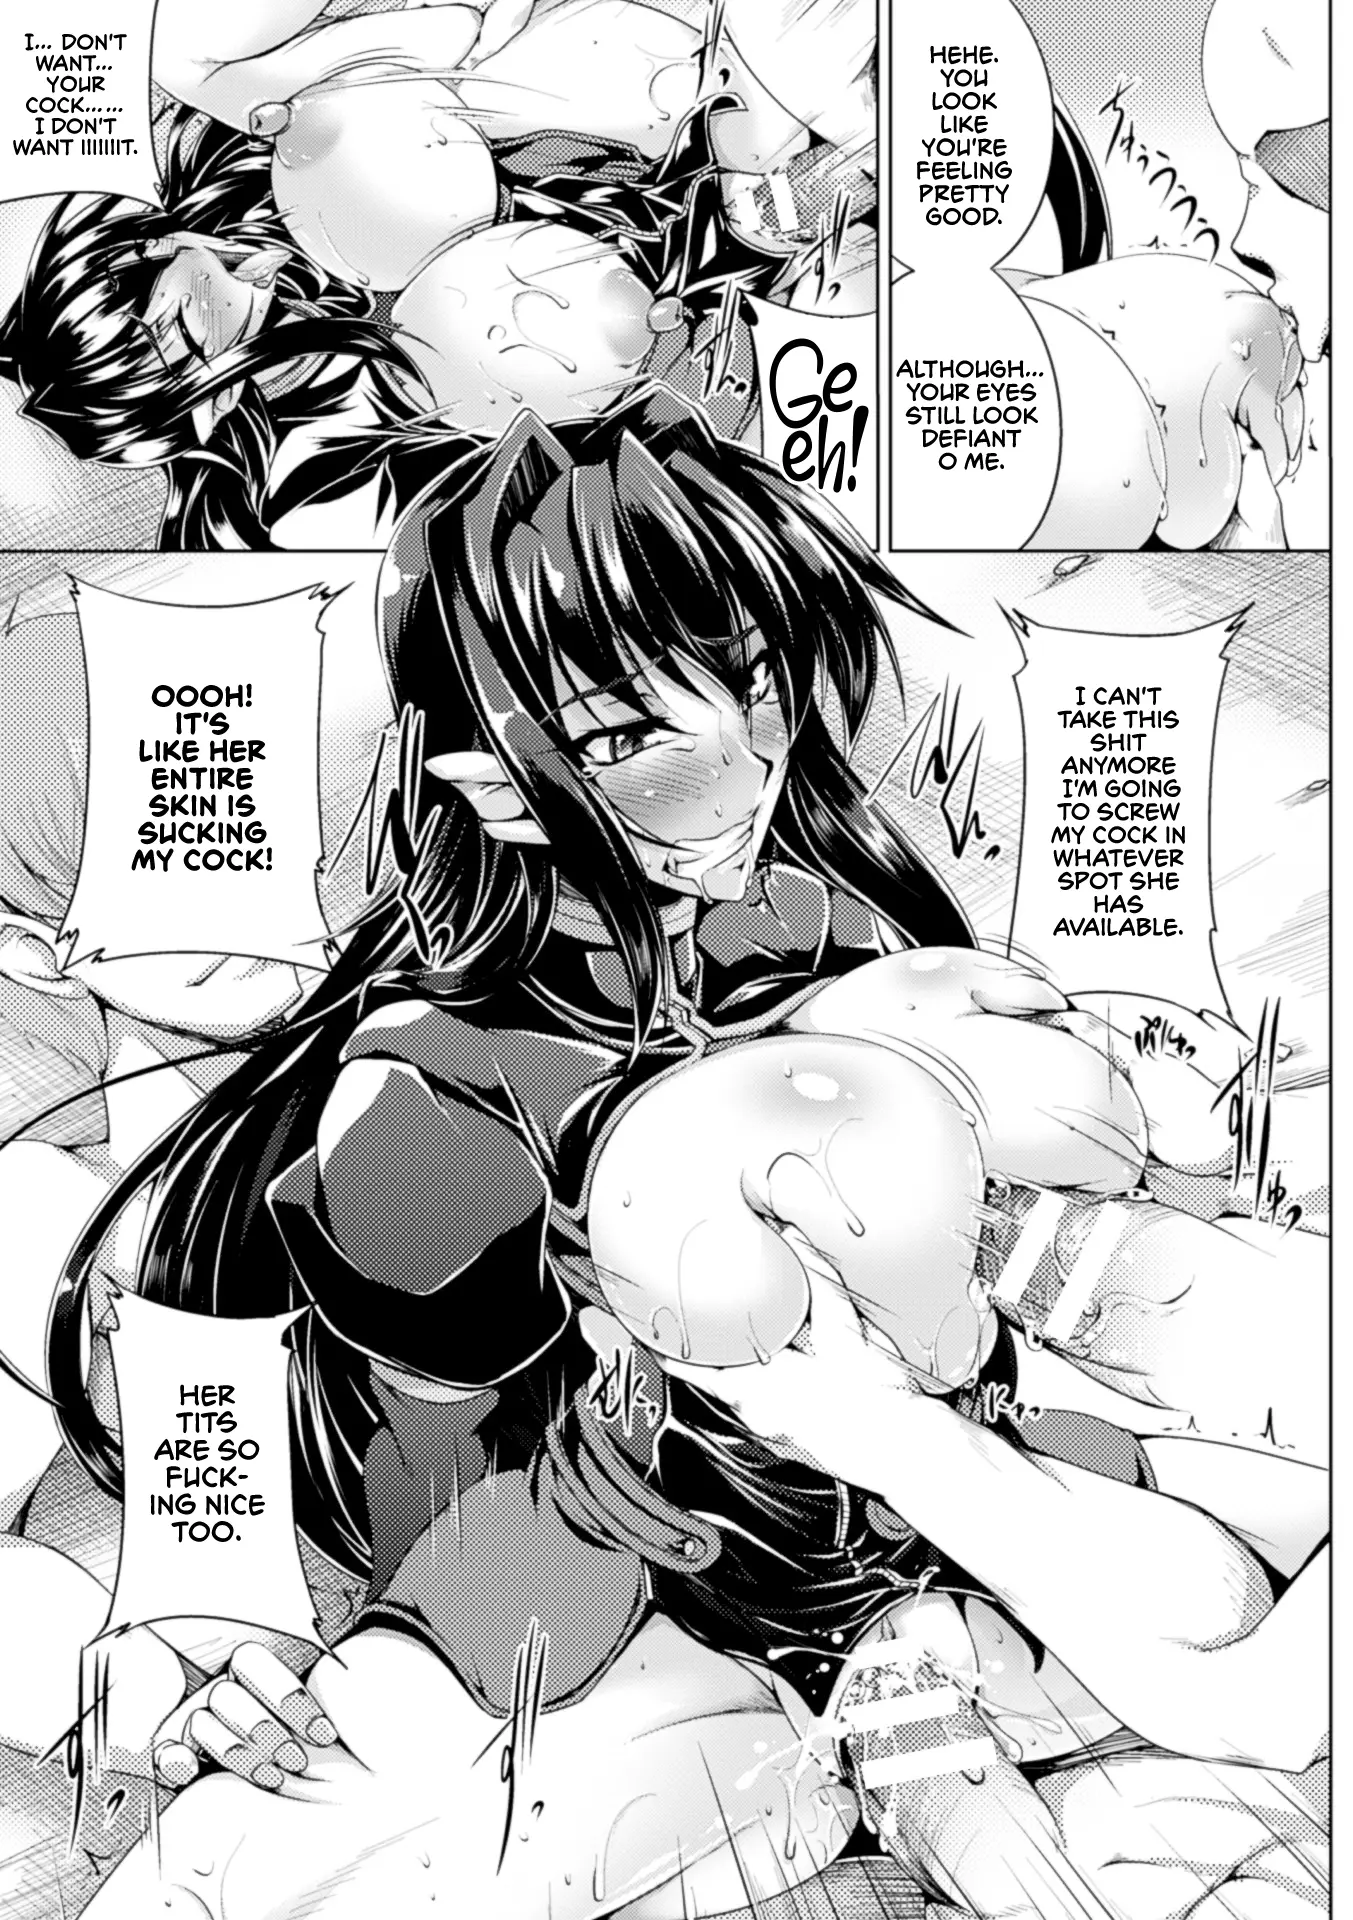 HEHE.
YOU
LOOK
LIKE
YOU'RE
FEELING
PRETTY
GOOD.
ALTHOUGH...
YOUR EYES
STILL LOOK
DEFIANT
O ME.
I... DON'T
WANT...
YOUR
COCK... ...
I DON'T
WANT IIIIIIIT.
Ge
eh!
I CAN'T
TAKE THIS
SHIT
ANYMORE
I'M GOING
TO SCREW
MY COCK IN
WHATEVER
SPOT SHE
HAS
AVAILABLE.
OOOH!
IT'S
LIKE HER
ENTIRE
SKIN IS
SUCKING
MY COCK!
HER
TITS
ARE SO
FUCK-
ING NICE
TOO.